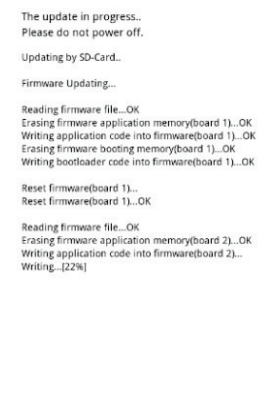 The update in progress..
Please do not power off.
Updating by SD-Card..
Firmware Updating...
Reading firmware file...OK
Erasing firmware application memory(board 1)...OK
Writing application code into firmware(board 1)...OK
Erasing firmware booting memory(board 1)...OK
Writing bootloader code into firmware(board 1)...OK
Reset firmware(board 1)...
Reset firmware(board 1)...OK
Reading firmware file...OK
Erasing firmware application memory(board 2)...OK
Writing application code into firmware(board 2)...
Writing...[22%]